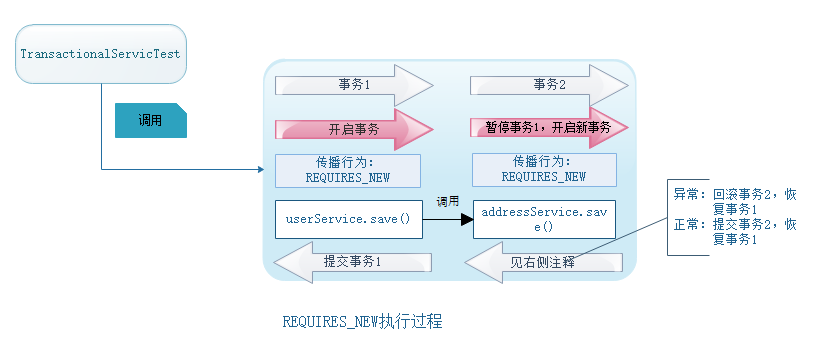 TransactionalServicTest
调用
事务1
事务2
开启事务
暂停事务1，开启新事务
传播行为：
REQUIRES_NEW
传播行为：
REQUIRES_NEW
userService.save()
调用
addressService.sav
e()
异常：回滚事务2，恢
复事务1
正常：提交事务2，恢
复事务1
提交事务1
见右侧注释
REQUIRES_NEW执行过程